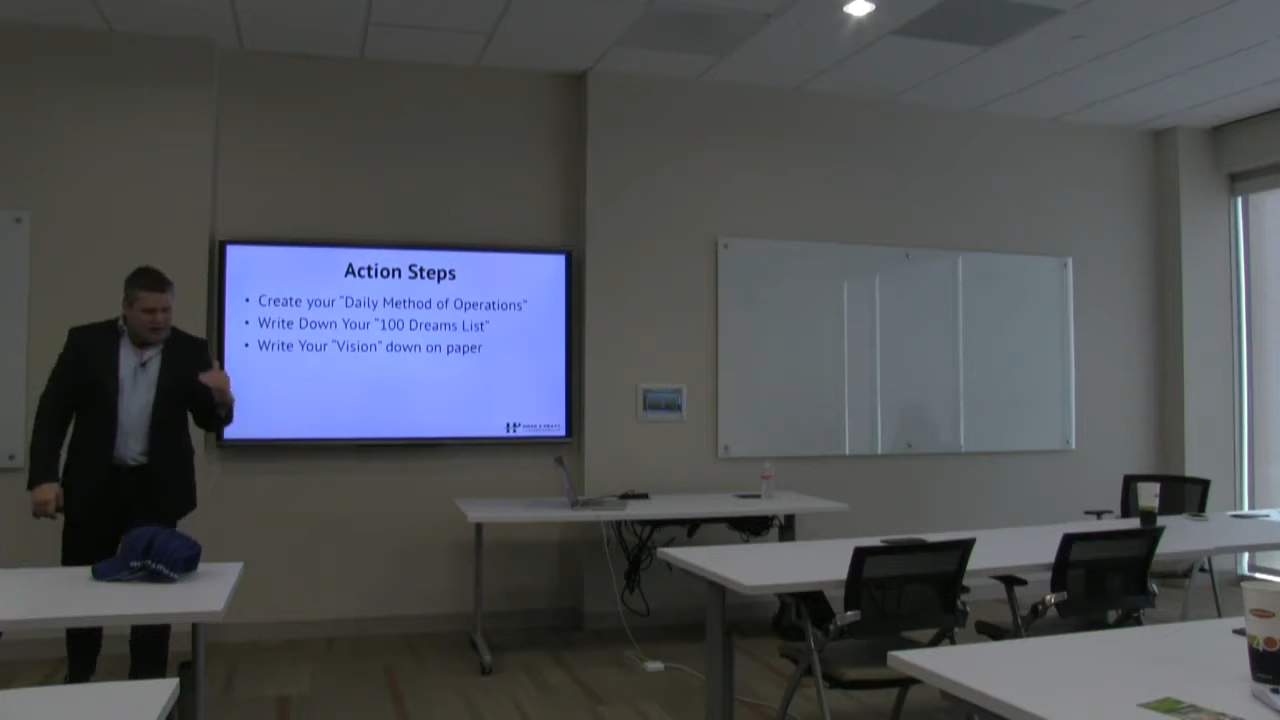 Action Steps
• Create your "Daily Method of Operations"
• Write Down Your "100 Dreams List"
• Write Your "Vision" down on paper